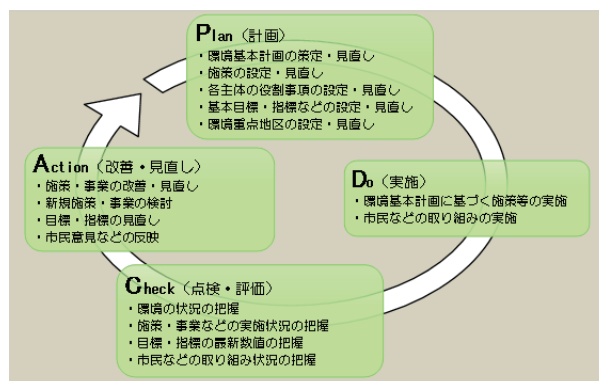 Plan（計画）
・環境基本計画の策定・見直し
・施策の設定・見直し
・各主体の役割事項の設定・見直し
・基本目標・指標などの設定・見直し
・環境重点地区の設定・見直し
Do（実施）
・環境基本計画に基づく施策等の実施
・市民などの取り組みの実施
Check（点検・評価）
・環境の状況の把握
・施策・事業などの実施状況の把握
・目標・指標の最新数値の把握
・市民などの取り組み状況の把握
Action（改善・見直し）
・施策・事業の改善・見直し
・新規施策・事業の検討
・目標・指標の見直し
・市民意見などの反映